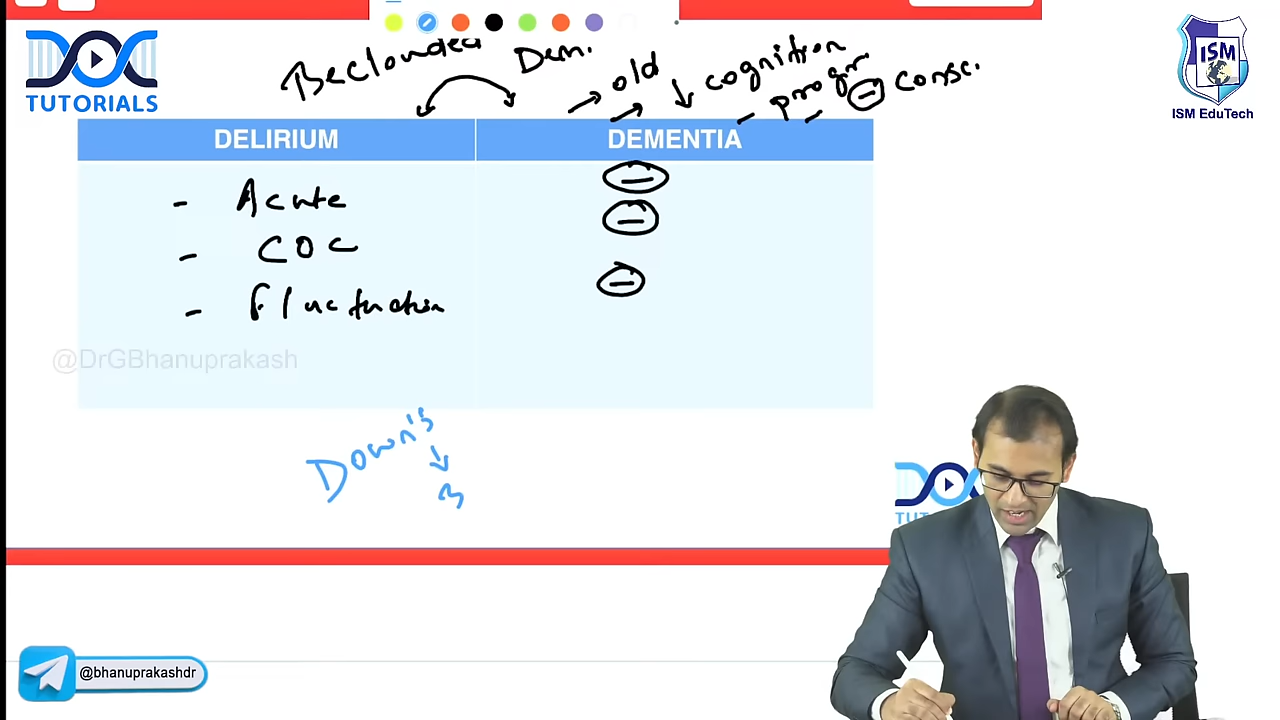 DOC
TUTORIALS
ISM
ISM EduTech
Beclouded Dem.
old
↓ cognition
progr
consc.
DELIRIUM DEMENTIA
- Acute
- COC
- Fluctuation
@DrGBhanuprakash
Down's
↓
3
DOC
@bhanuprakashdr